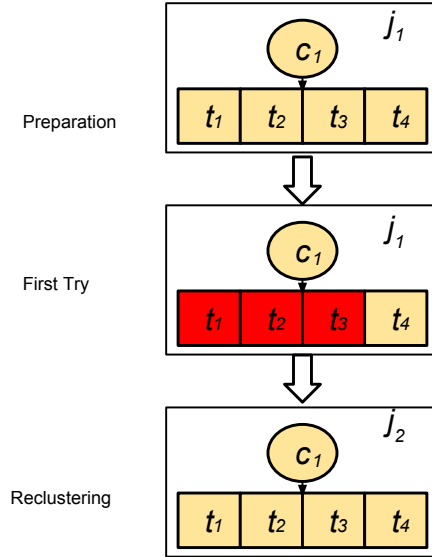 j1
c1
Preparation
t1 t2 t3 t4
j1
c1
First Try
t1 t2 t3 t4
j2
c1
Reclustering
t1 t2 t3 t4